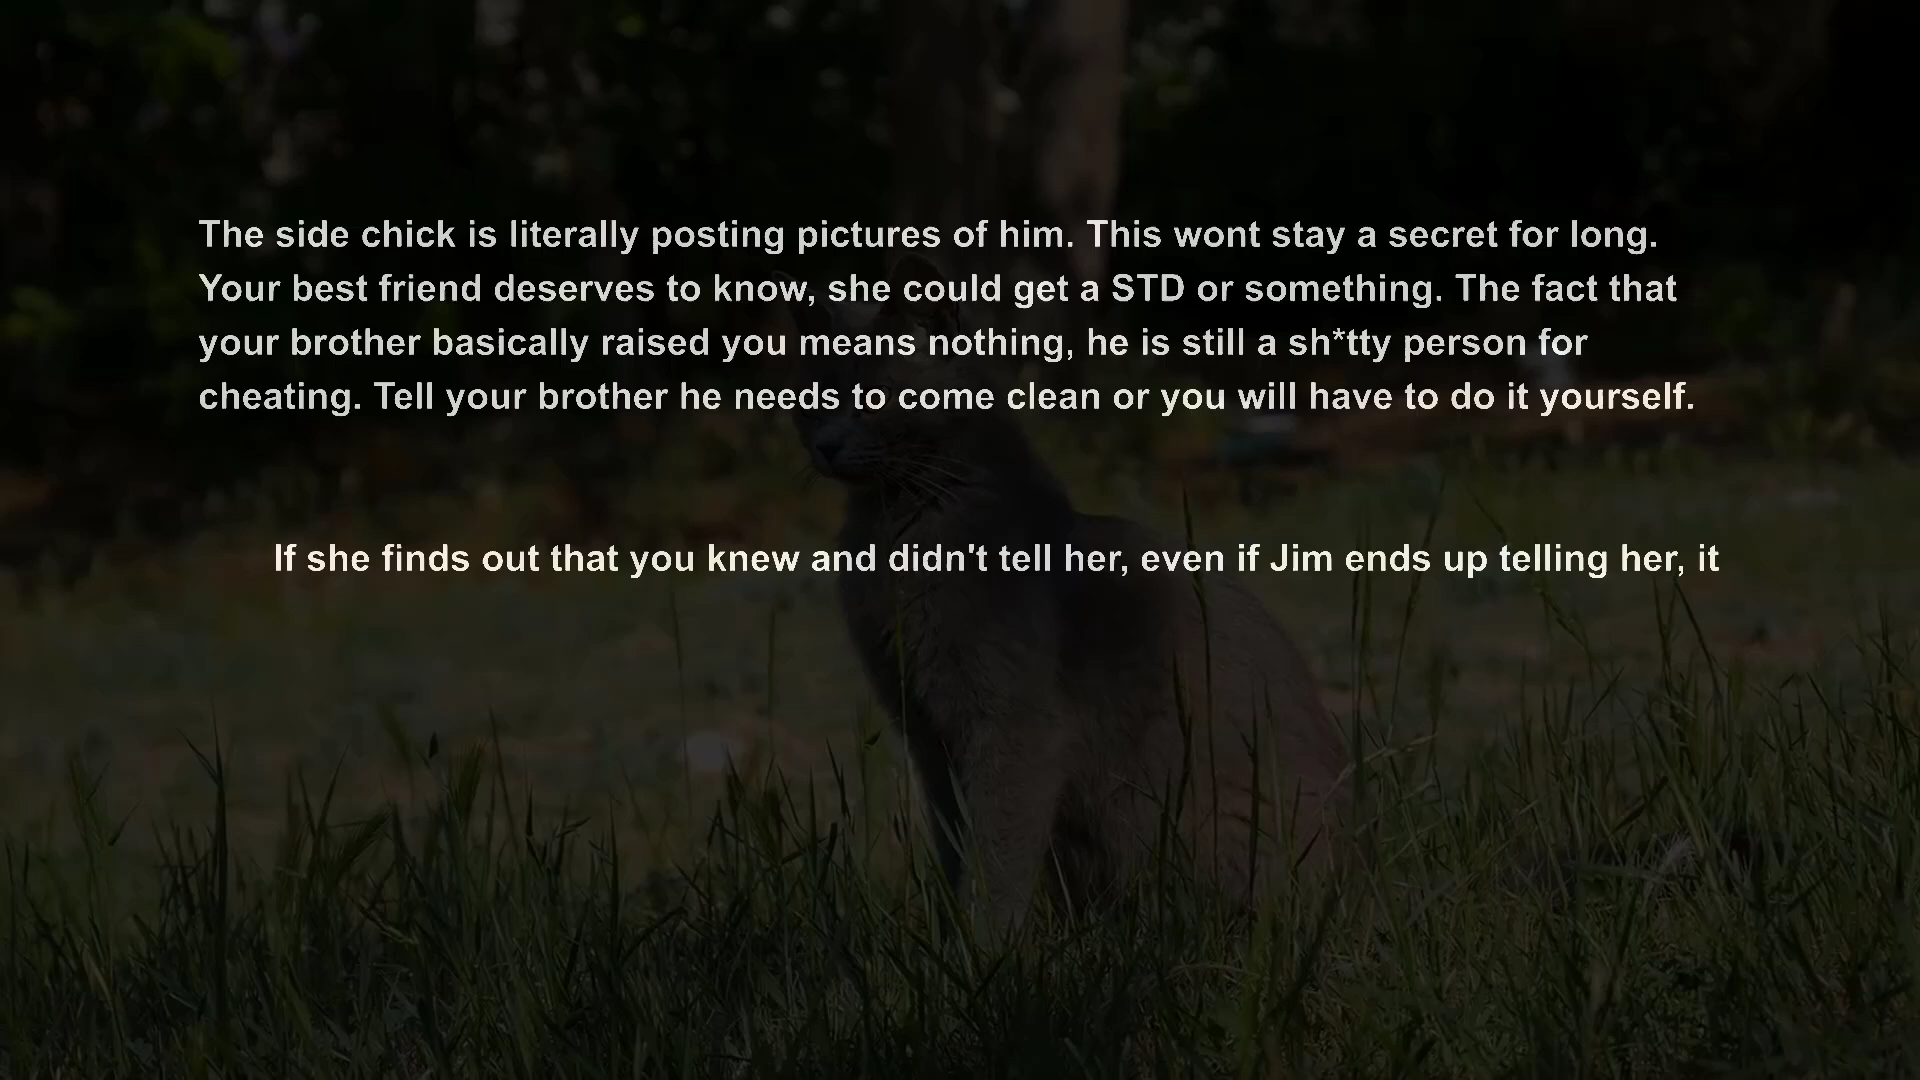 The side chick is literally posting pictures of him. This wont stay a secret for long.
Your best friend deserves to know, she could get a STD or something. The fact that
your brother basically raised you means nothing, he is still a sh*tty person for
cheating. Tell your brother he needs to come clean or you will have to do it yourself.
If she finds out that you knew and didn't tell her, even if Jim ends up telling her, it